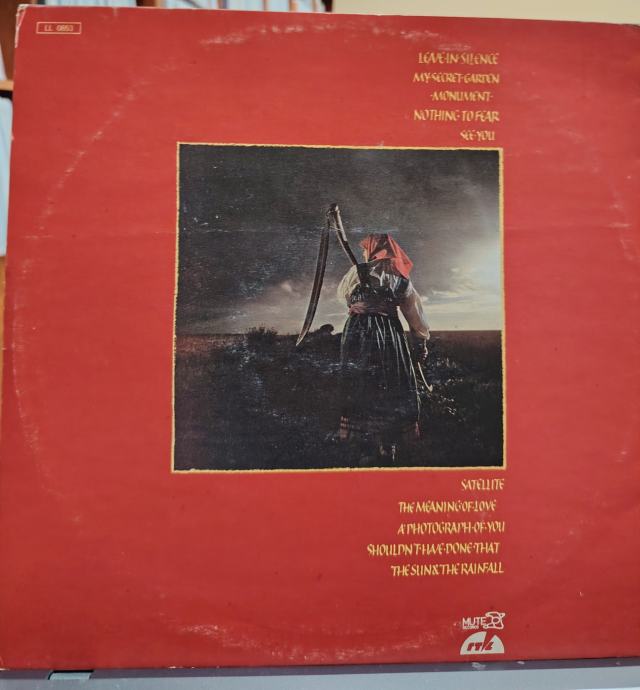 LL 0853
LEAVE·IN·SILENCE
MY·SECRET·GARDEN
·MONUMENT·
NOTHING·TO·FEAR
SEE·YOU
SATELLITE
THE·MEANING·OF·LOVE
A·PHOTOGRAPH·OF·YOU
SHOULDN'T·HAVE·DONE·THAT
THE·SUN&THE·RAINFALL
MUTE
RECORDS